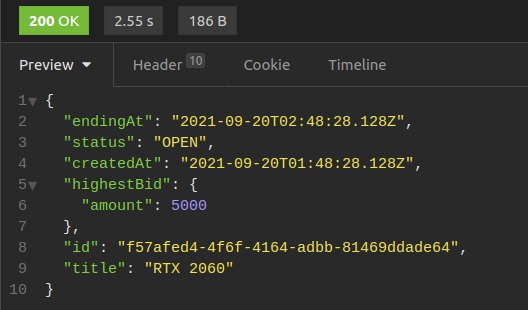 200 OK 2.55 s 186 B
Preview Header 10 Cookie Timeline
1 {
2 "endingAt": "2021-09-20T02:48:28.128Z",
3 "status": "OPEN",
4 "createdAt": "2021-09-20T01:48:28.128Z",
5 "highestBid": {
6 "amount": 5000
7 },
8 "id": "f57afed4-4f6f-4164-adbb-81469ddade64",
9 "title": "RTX 2060"
10 }